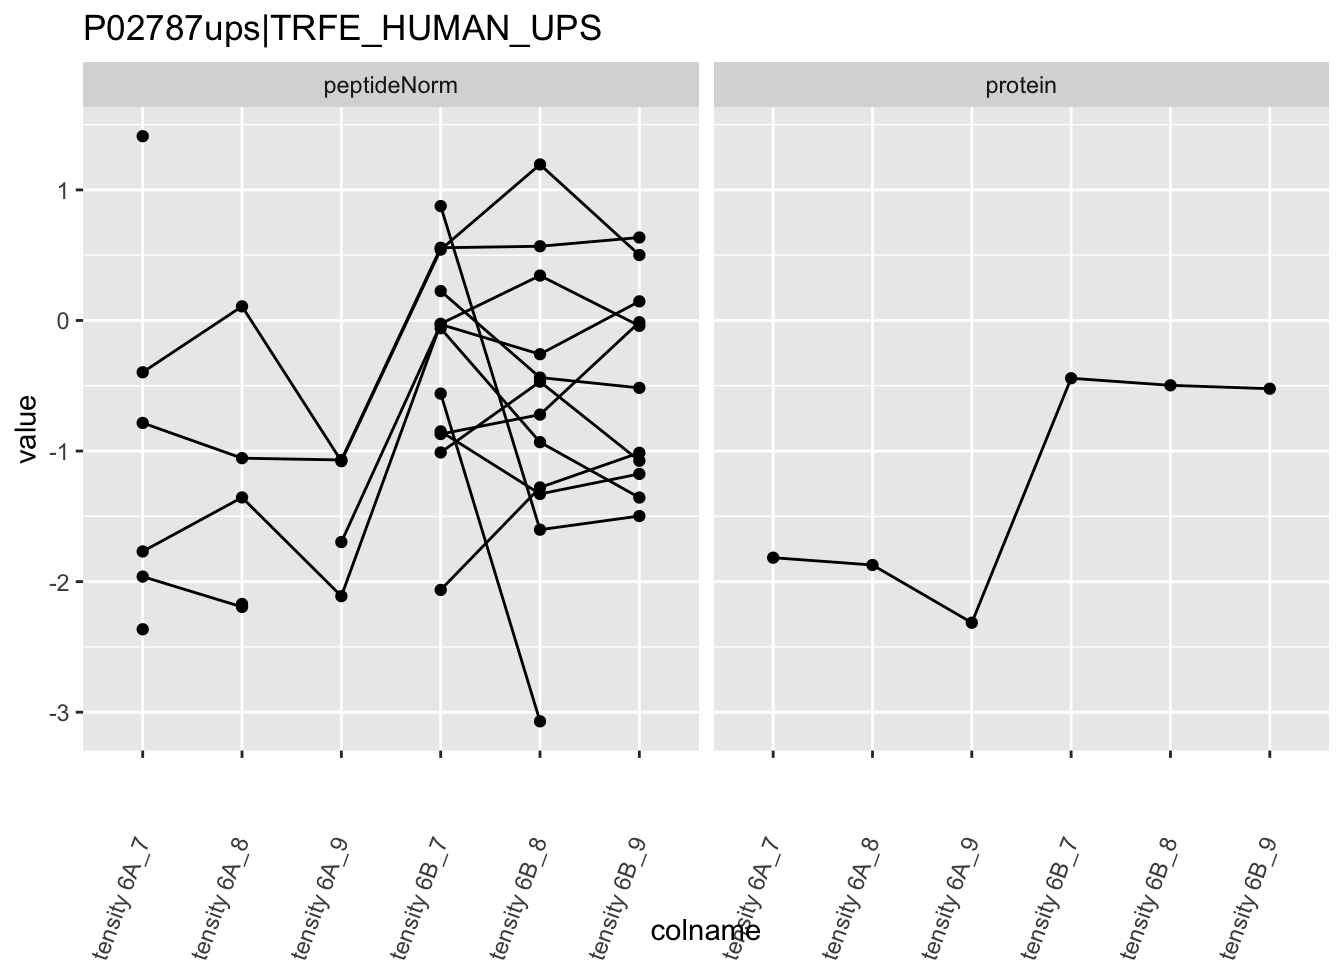 P02787ups|TRFE_HUMAN_UPS
peptideNorm
protein
value
1
0
-1
-2
-3
tensity 6A_7
tensity 6A_8
tensity 6A_9
tensity 6B_7
tensity 6B_8
tensity 6B_9
tensity 6A_7
tensity 6A_8
tensity 6A_9
tensity 6B_7
tensity 6B_8
tensity 6B_9
colname